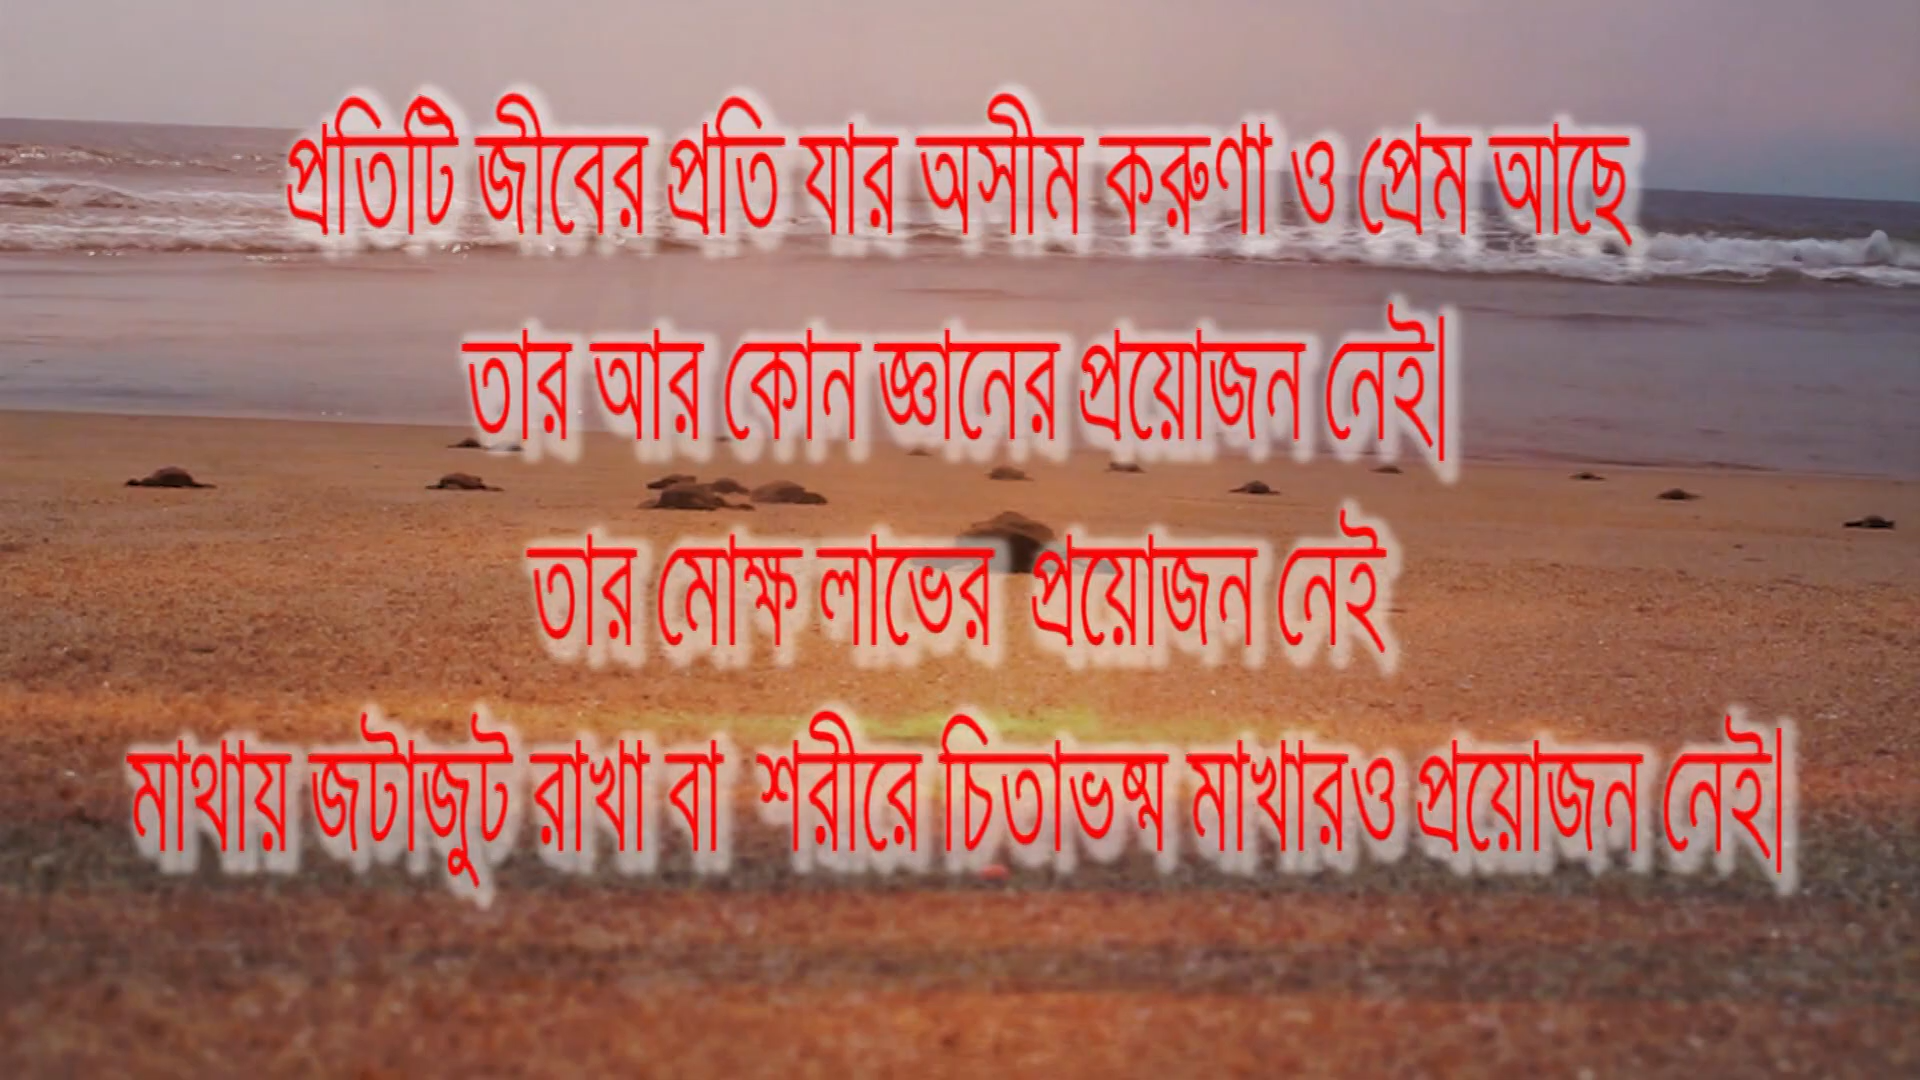 প্রতিটি জীবের প্রতি যার অসীম করুণা ও প্রেম আছে
তার আর কোন জ্ঞানের প্রয়োজন নেই|
তার মোক্ষ লাভের প্রয়োজন নেই
মাথায় জটাজুট রাখা বা শরীরে চিতাভষ্ম মাখারও প্রয়োজন নেই|